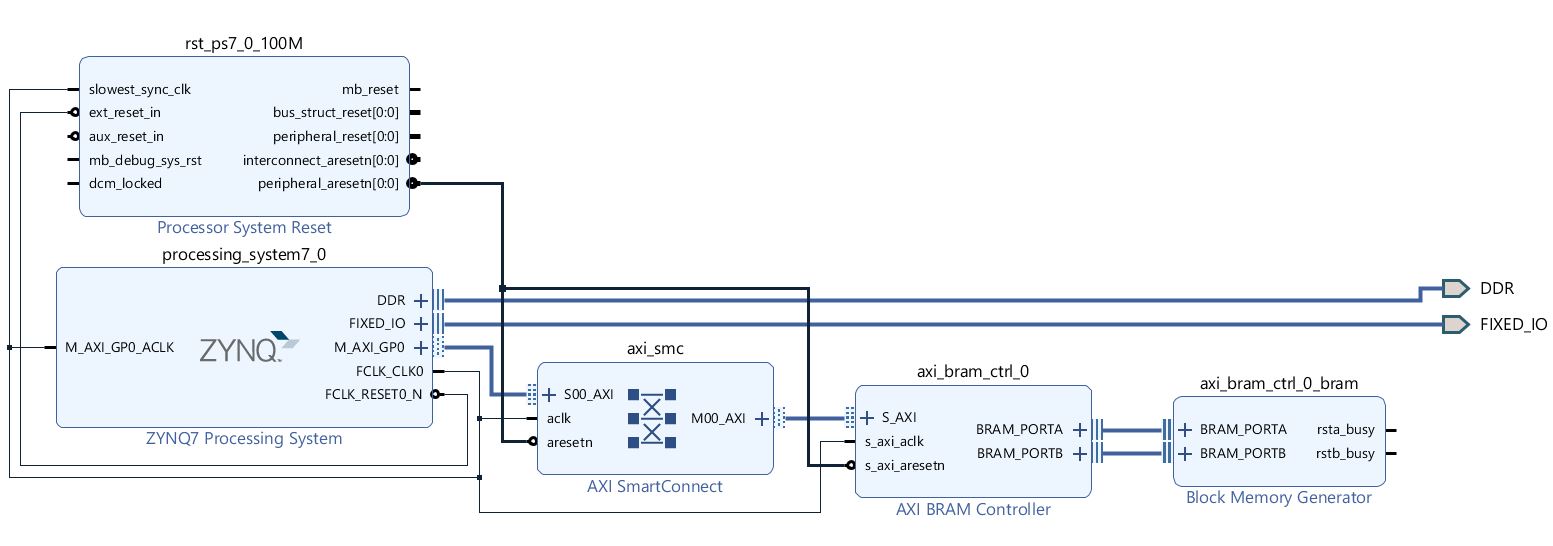 rst_ps7_0_100M
slowest_sync_clk
ext_reset_in
aux_reset_in
mb_debug_sys_rst
dcm_locked
mb_reset
bus_struct_reset[0:0]
peripheral_reset[0:0]
interconnect_aresetn[0:0]
peripheral_aresetn[0:0]
Processor System Reset
processing_system7_0
M_AXI_GP0_ACLK
ZYNQ
DDR
FIXED_IO
M_AXI_GP0
FCLK_CLK0
FCLK_RESET0_N
ZYNQ7 Processing System
axi_smc
S00_AXI
aclk
aresetn
M00_AXI
AXI SmartConnect
axi_bram_ctrl_0
S_AXI
s_axi_aclk
s_axi_aresetn
BRAM_PORTA
BRAM_PORTB
AXI BRAM Controller
axi_bram_ctrl_0_bram
BRAM_PORTA
BRAM_PORTB
rsta_busy
rstb_busy
Block Memory Generator
DDR
FIXED_IO